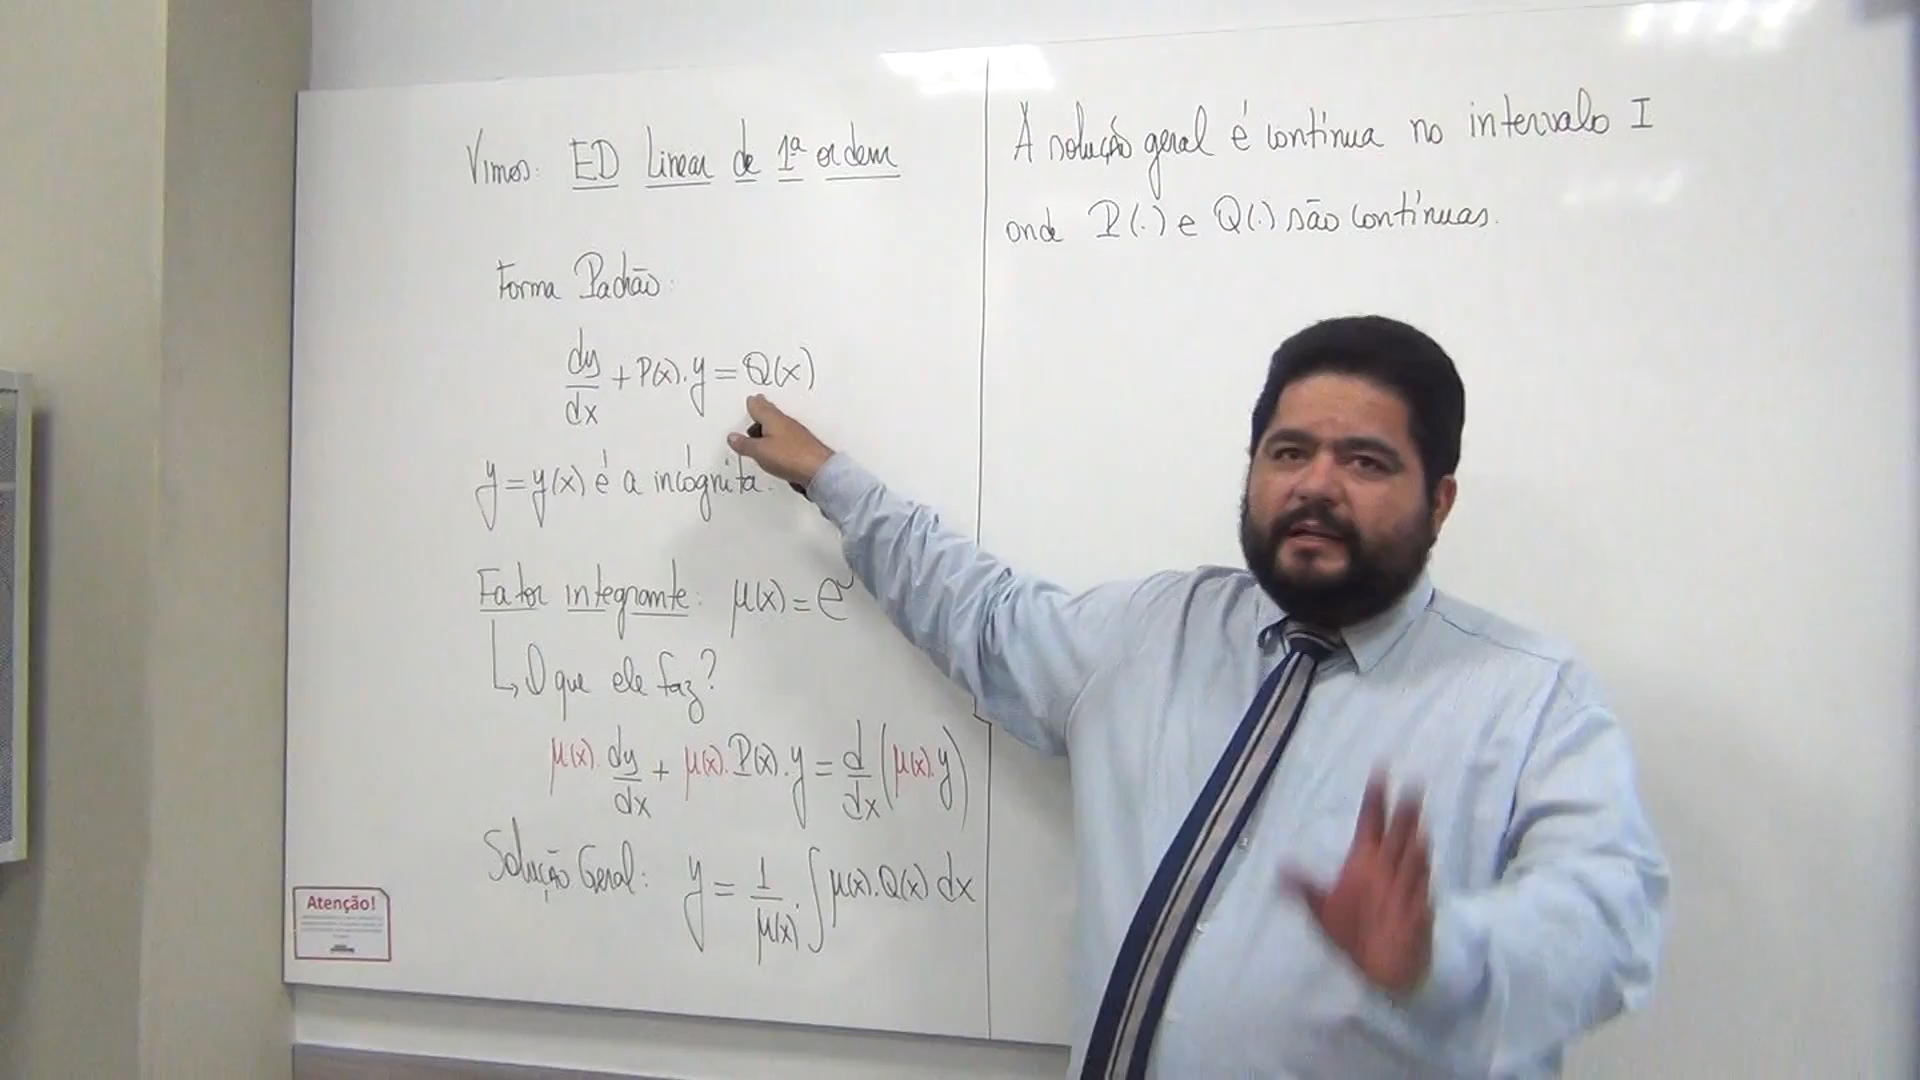 Vimos: ED Linear de 1ª ordem
Forma Padrão:
dy/dx + P(x).y = Q(x)
y = y(x) é a incógnita.
Fator integrante: μ(x) = e
↳ O que ele faz?
μ(x).dy/dx + μ(x).P(x).y = d/dx(μ(x).y)
Solução Geral: y = 1/μ(x).∫μ(x).Q(x) dx
A solução geral é contínua no intervalo I
onde P(.) e Q(.) são contínuas.
Atenção!